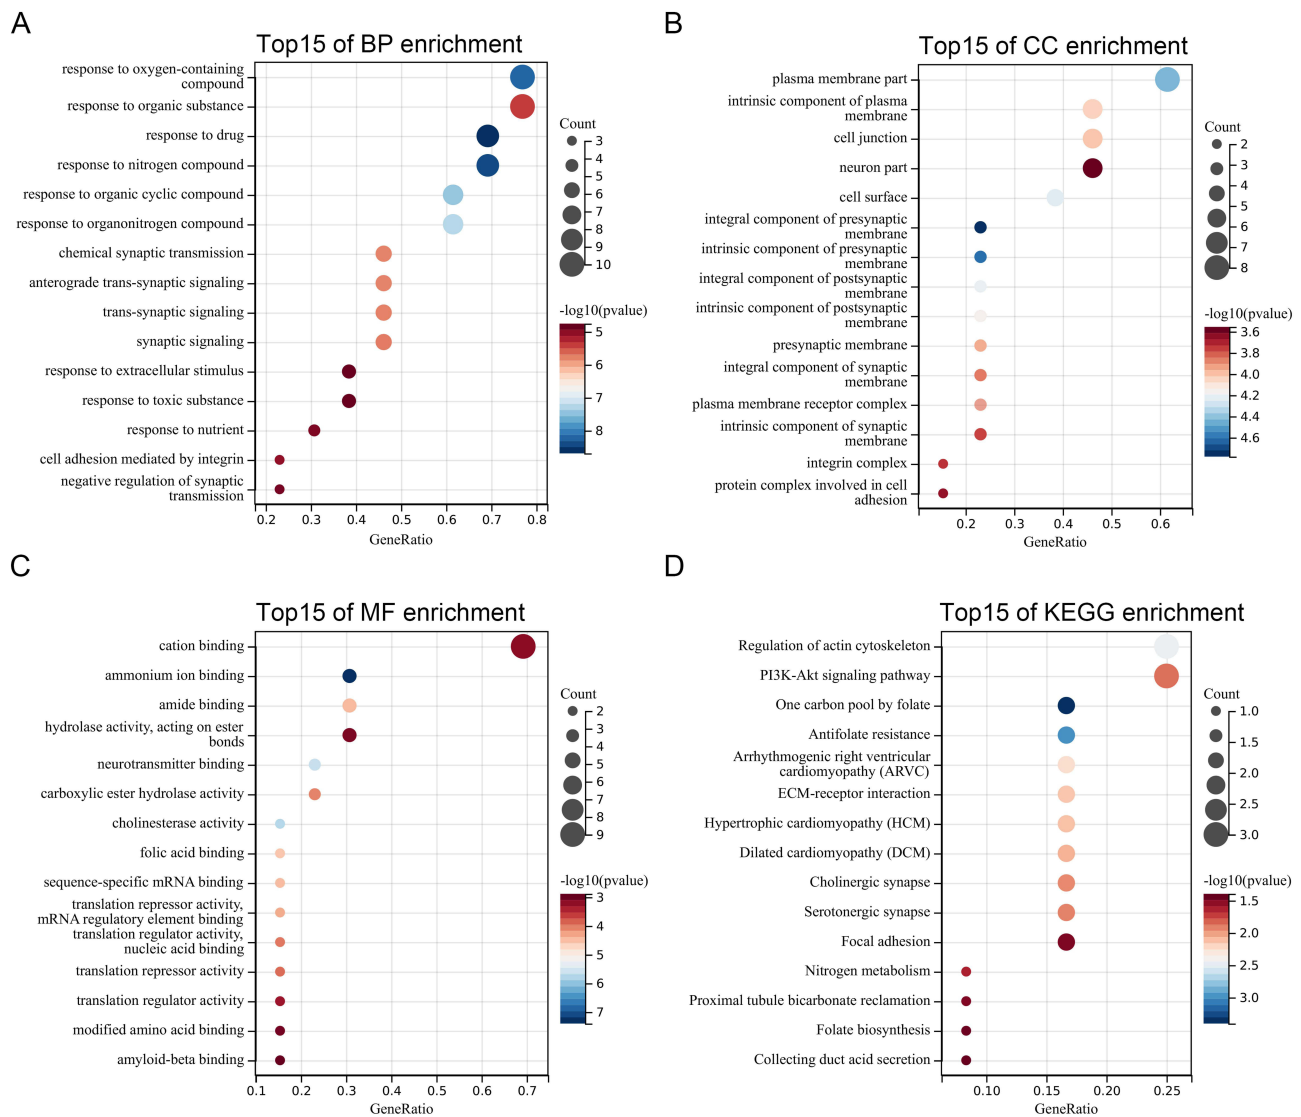 A
Top15 of BP enrichment
response to oxygen-containing
compound
response to organic substance
response to drug
response to nitrogen compound
response to organic cyclic compound
response to organonitrogen compound
chemical synaptic transmission
anterograde trans-synaptic signaling
trans-synaptic signaling
synaptic signaling
response to extracellular stimulus
response to toxic substance
response to nutrient
cell adhesion mediated by integrin
negative regulation of synaptic
transmission
0.2 0.3 0.4 0.5 0.6 0.7 0.8
GeneRatio
Count
3
4
6
7
8
9
10
-log10(pvalue)
5
6
7
8
B
Top15 of CC enrichment
plasma membrane part
intrinsic component of plasma
membrane
cell junction
neuron part
cell surface
integral component of presynaptic
membrane
intrinsic component of presynaptic
membrane
integral component of postsynaptic
membrane
intrinsic component of postsynaptic
membrane
presynaptic membrane
integral component of synaptic
membrane
plasma membrane receptor complex
intrinsic component of synaptic
membrane
integrin complex
protein complex involved in cell
adhesion
0.2 0.3 0.4 0.5 0.6
GeneRatio
Count
2
3
4
5
6
7
8
-log10(pvalue)
3.6
3.8
4.0
4.2
4.4
4.6
C
Top15 of MF enrichment
cation binding
ammonium ion binding
amide binding
hydrolase activity, acting on ester
bonds
neurotransmitter binding
carboxylic ester hydrolase activity
cholinesterase activity
folic acid binding
sequence-specific mRNA binding
translation repressor activity,
mRNA regulatory element binding
translation regulator activity,
nucleic acid binding
translation repressor activity
translation regulator activity
modified amino acid binding
amyloid-beta binding
0.1 0.2 0.3 0.4 0.5 0.6 0.7
GeneRatio
Count
2
3
4
5
6
7
8
9
-log10(pvalue)
3
4
5
6
7
D
Top15 of KEGG enrichment
Regulation of actin cytoskeleton
PI3K-Akt signaling pathway
One carbon pool by folate
Antifolate resistance
Arrhythmogenic right ventricular
cardiomyopathy (ARVC)
ECM-receptor interaction
Hypertrophic cardiomyopathy (HCM)
Dilated cardiomyopathy (DCM)
Cholinergic synapse
Serotonergic synapse
Focal adhesion
Nitrogen metabolism
Proximal tubule bicarbonate reclamation
Folate biosynthesis
Collecting duct acid secretion
0.10 0.15 0.20 0.25
GeneRatio
Count
1.0
1.5
2.0
2.5
3.0
-log10(pvalue)
1.5
2.0
2.5
3.0